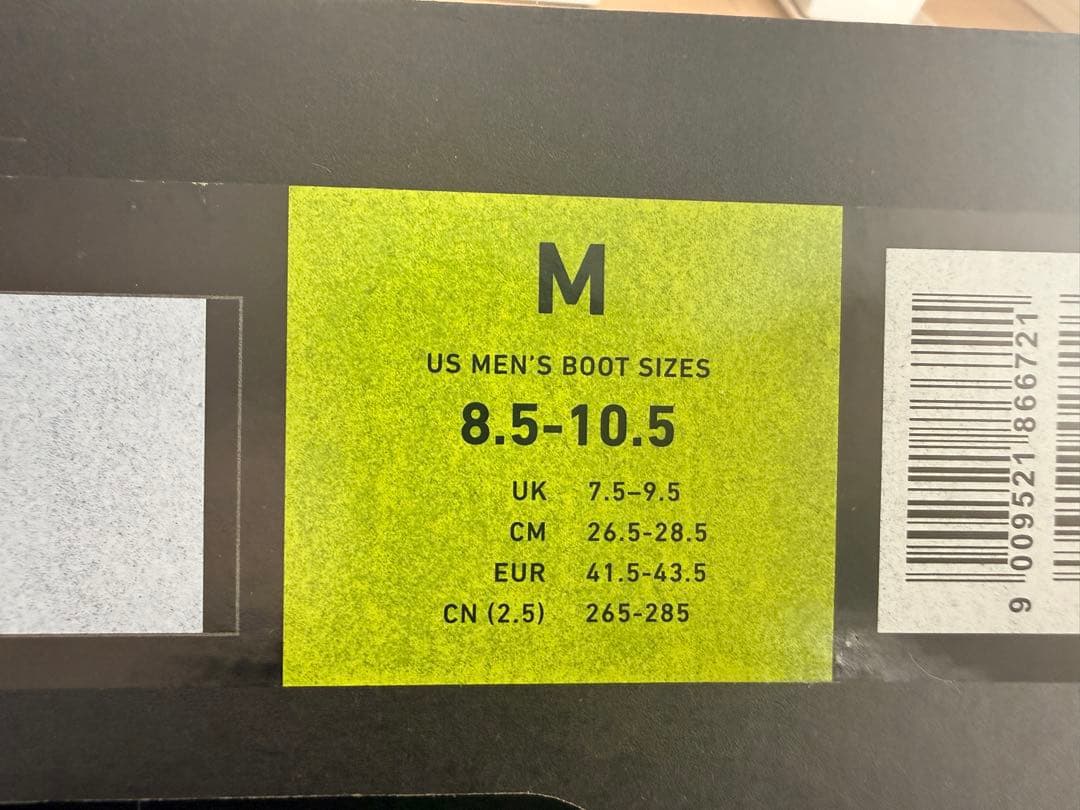 M
US MEN'S BOOT SIZES
8.5-10.5
UK 7.5–9.5
CM 26.5-28.5
EUR 41.5-43.5
CN (2.5) 265-285
9 009521 866721